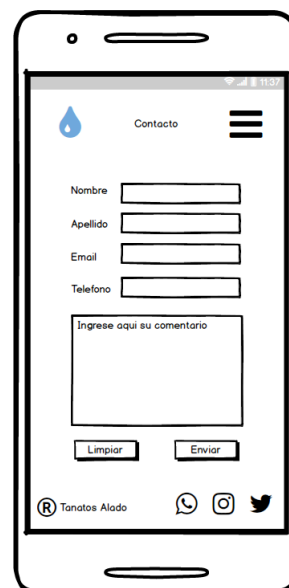 11:37
Contacto
Nombre
Apellido
Email
Telefono
Ingrese aqui su comentario
Limpiar Enviar
® Tanatos Alado